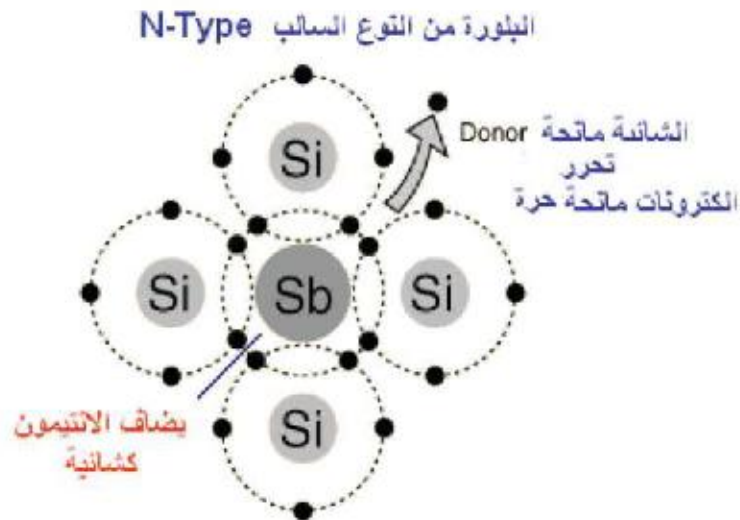 البلورة من النوع السالب N-Type
Si
Donor الشائبة مانحة
تحرر
الكترونات مانحة حرة
Si
Sb
Si
Si
يضاف الانتيمون
كشائبة